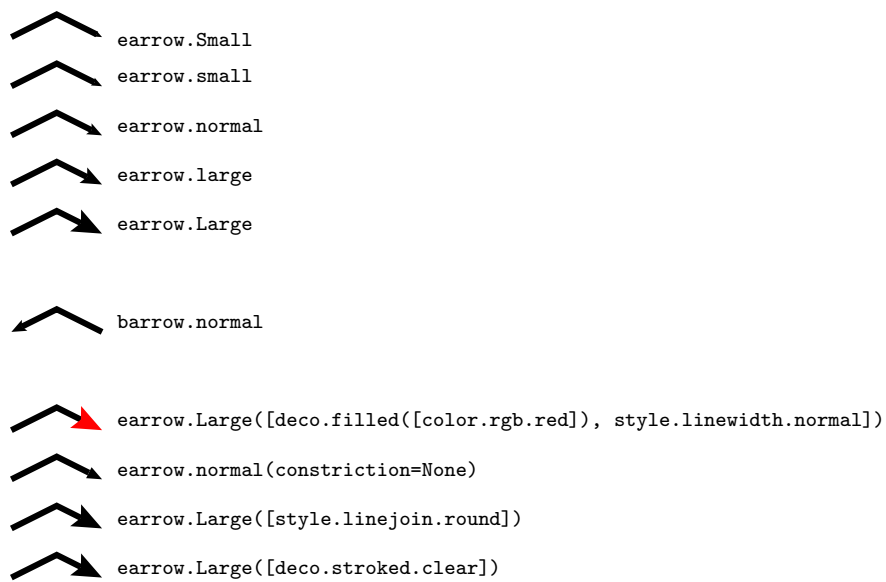 earrow.Small
earrow.small
earrow.normal
earrow.large
earrow.Large
barrow.normal
earrow.Large([deco.filled([color.rgb.red]), style.linewidth.normal])
earrow.normal(constriction=None)
earrow.Large([style.linejoin.round])
earrow.Large([deco.stroked.clear])